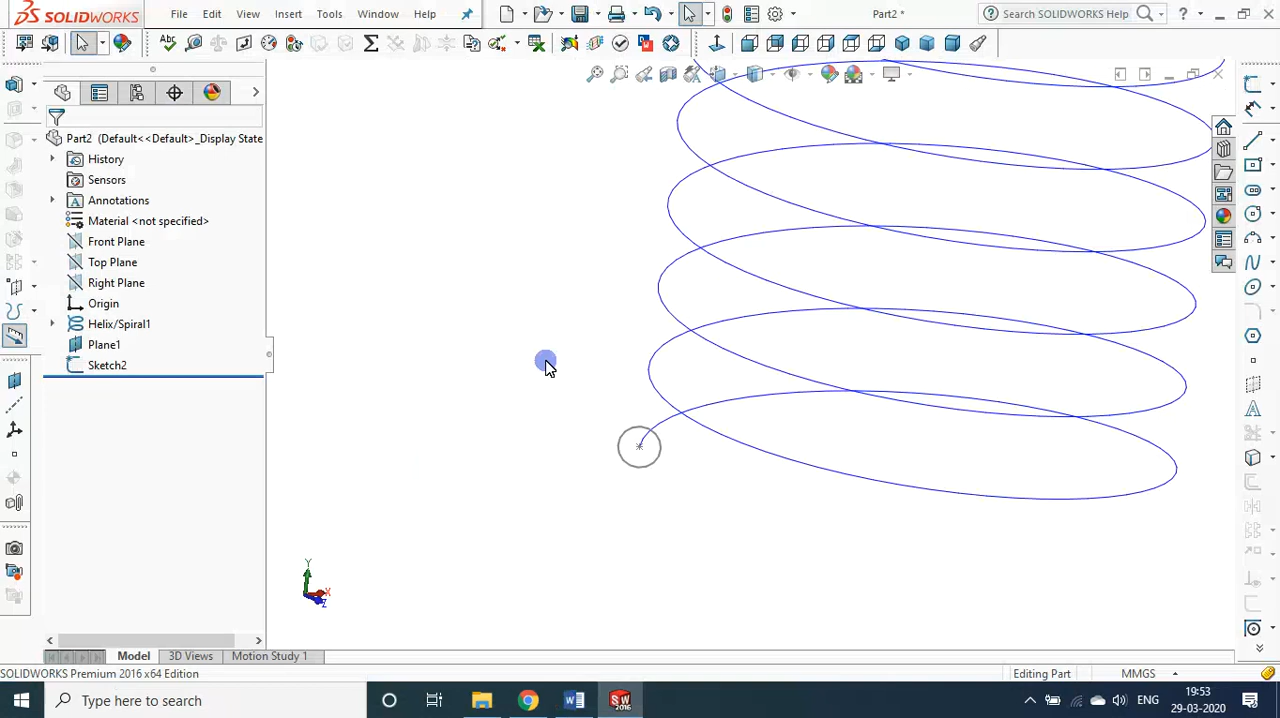 SOLIDWORKS
File
Edit
View
Insert
Tools
Window
Help
Part2 *
Search SOLIDWORKS Help
?
Abc
Part2 (Default<<Default>_Display State
History
Sensors
Annotations
Material <not specified>
Front Plane
Top Plane
Right Plane
Origin
Helix/Spiral1
Plane1
Sketch2
Y
X
Z
Model
3D Views
Motion Study 1
SOLIDWORKS Premium 2016 x64 Edition
Editing Part
MMGS
Type here to search
ENG
19:53
29-03-2020